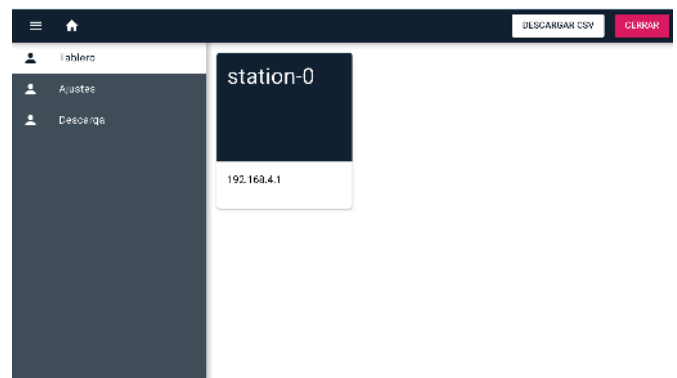 DESCARGAR CSV
CERRAR
Tablero
Ajustes
Descarga
station-0
192.168.4.1